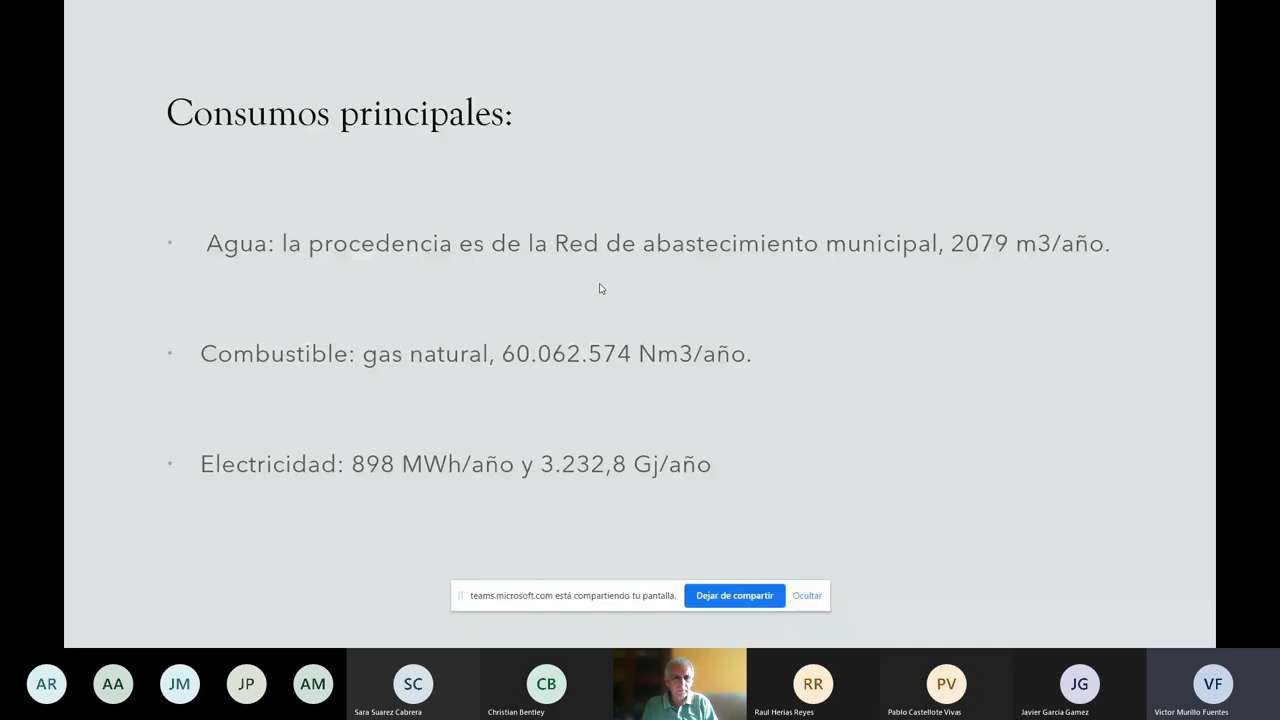 Consumos principales:
• Agua: la procedencia es de la Red de abastecimiento municipal, 2079 m3/año.
• Combustible: gas natural, 60.062.574 Nm3/año.
• Electricidad: 898 MWh/año y 3.232,8 Gj/año
teams.microsoft.com está compartiendo tu pantalla. Dejar de compartir Ocultar
AR AA JM JP AM SC CB RR PV JG VF
Sara Suarez Cabrera Christian Bentley Raul Herias Reyes Pablo Castellote Vivas Javier Garcia Gamez Victor Murillo Fuentes